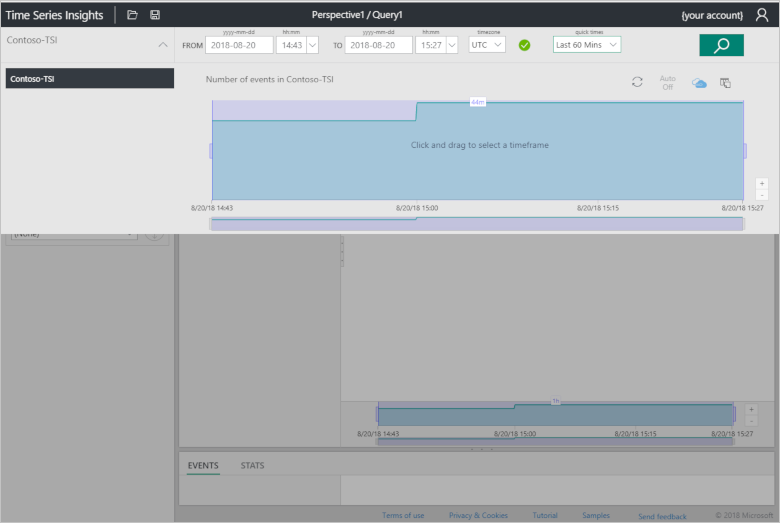 Time Series Insights
Perspective1 / Query1
{your account}
Contoso-TSI
yyyy-mm-dd hh:mm yyyy-mm-dd hh:mm timezone quick times
FROM 2018-08-20 14:43 TO 2018-08-20 15:27 UTC Last 60 Mins
Contoso-TSI
Number of events in Contoso-TSI
Auto
Off
44m
Click and drag to select a timeframe
+
-
8/20/18 14:43 8/20/18 15:00 8/20/18 15:15 8/20/18 15:27
(None)
1h
+
-
8/20/18 14:43 8/20/18 15:00 8/20/18 15:15 8/20/18 15:27
EVENTS STATS
Terms of use Privacy & Cookies Tutorial Samples Send feedback © 2018 Microsoft